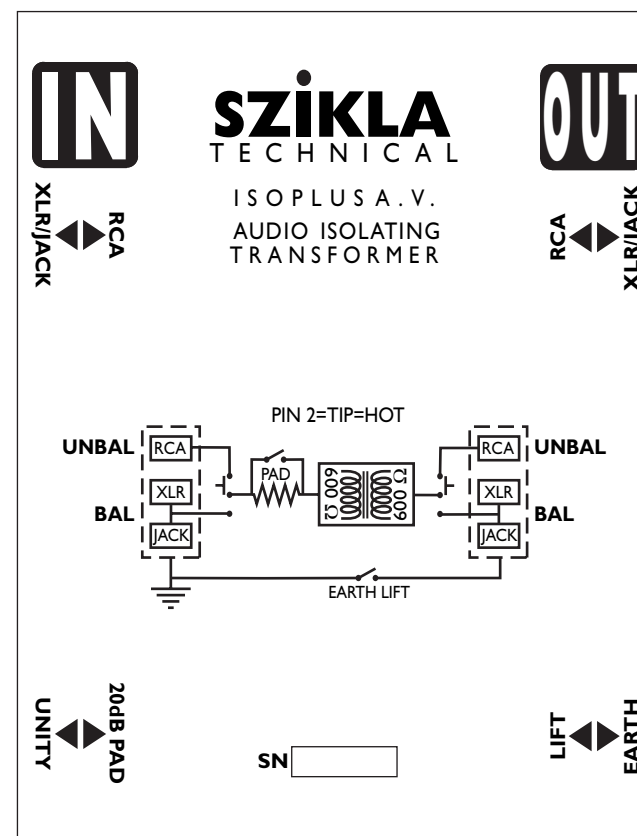 IN
SZIKLA
TECHNICAL
OUT
ISOPLUS A.V.
AUDIO ISOLATING
TRANSFORMER
XLR/JACK
RCA
RCA
XLR/JACK
PIN 2=TIP=HOT
UNBAL
RCA
PAD
600 Ω
600 Ω
RCA
UNBAL
XLR
XLR
BAL
BAL
JACK
JACK
EARTH LIFT
UNITY
20dB PAD
LIFT
EARTH
SN